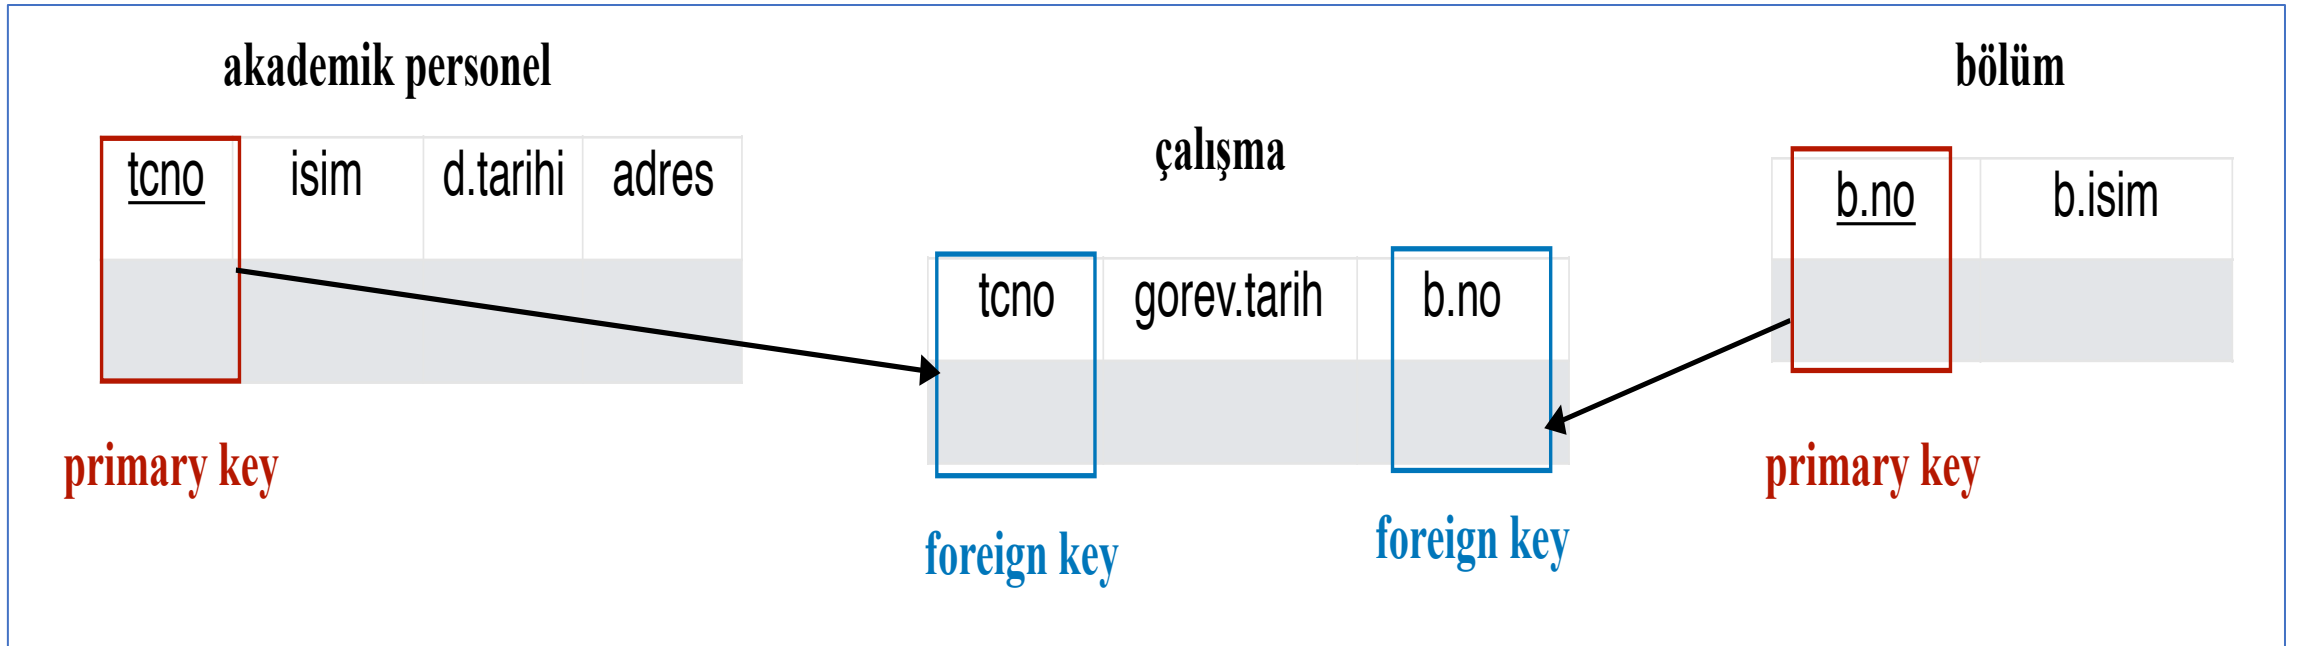 akademik personel
tcno isim d.tarihi adres
primary key
çalışma
tcno gorev.tarih b.no
foreign key
foreign key
bölüm
b.no b.isim
primary key